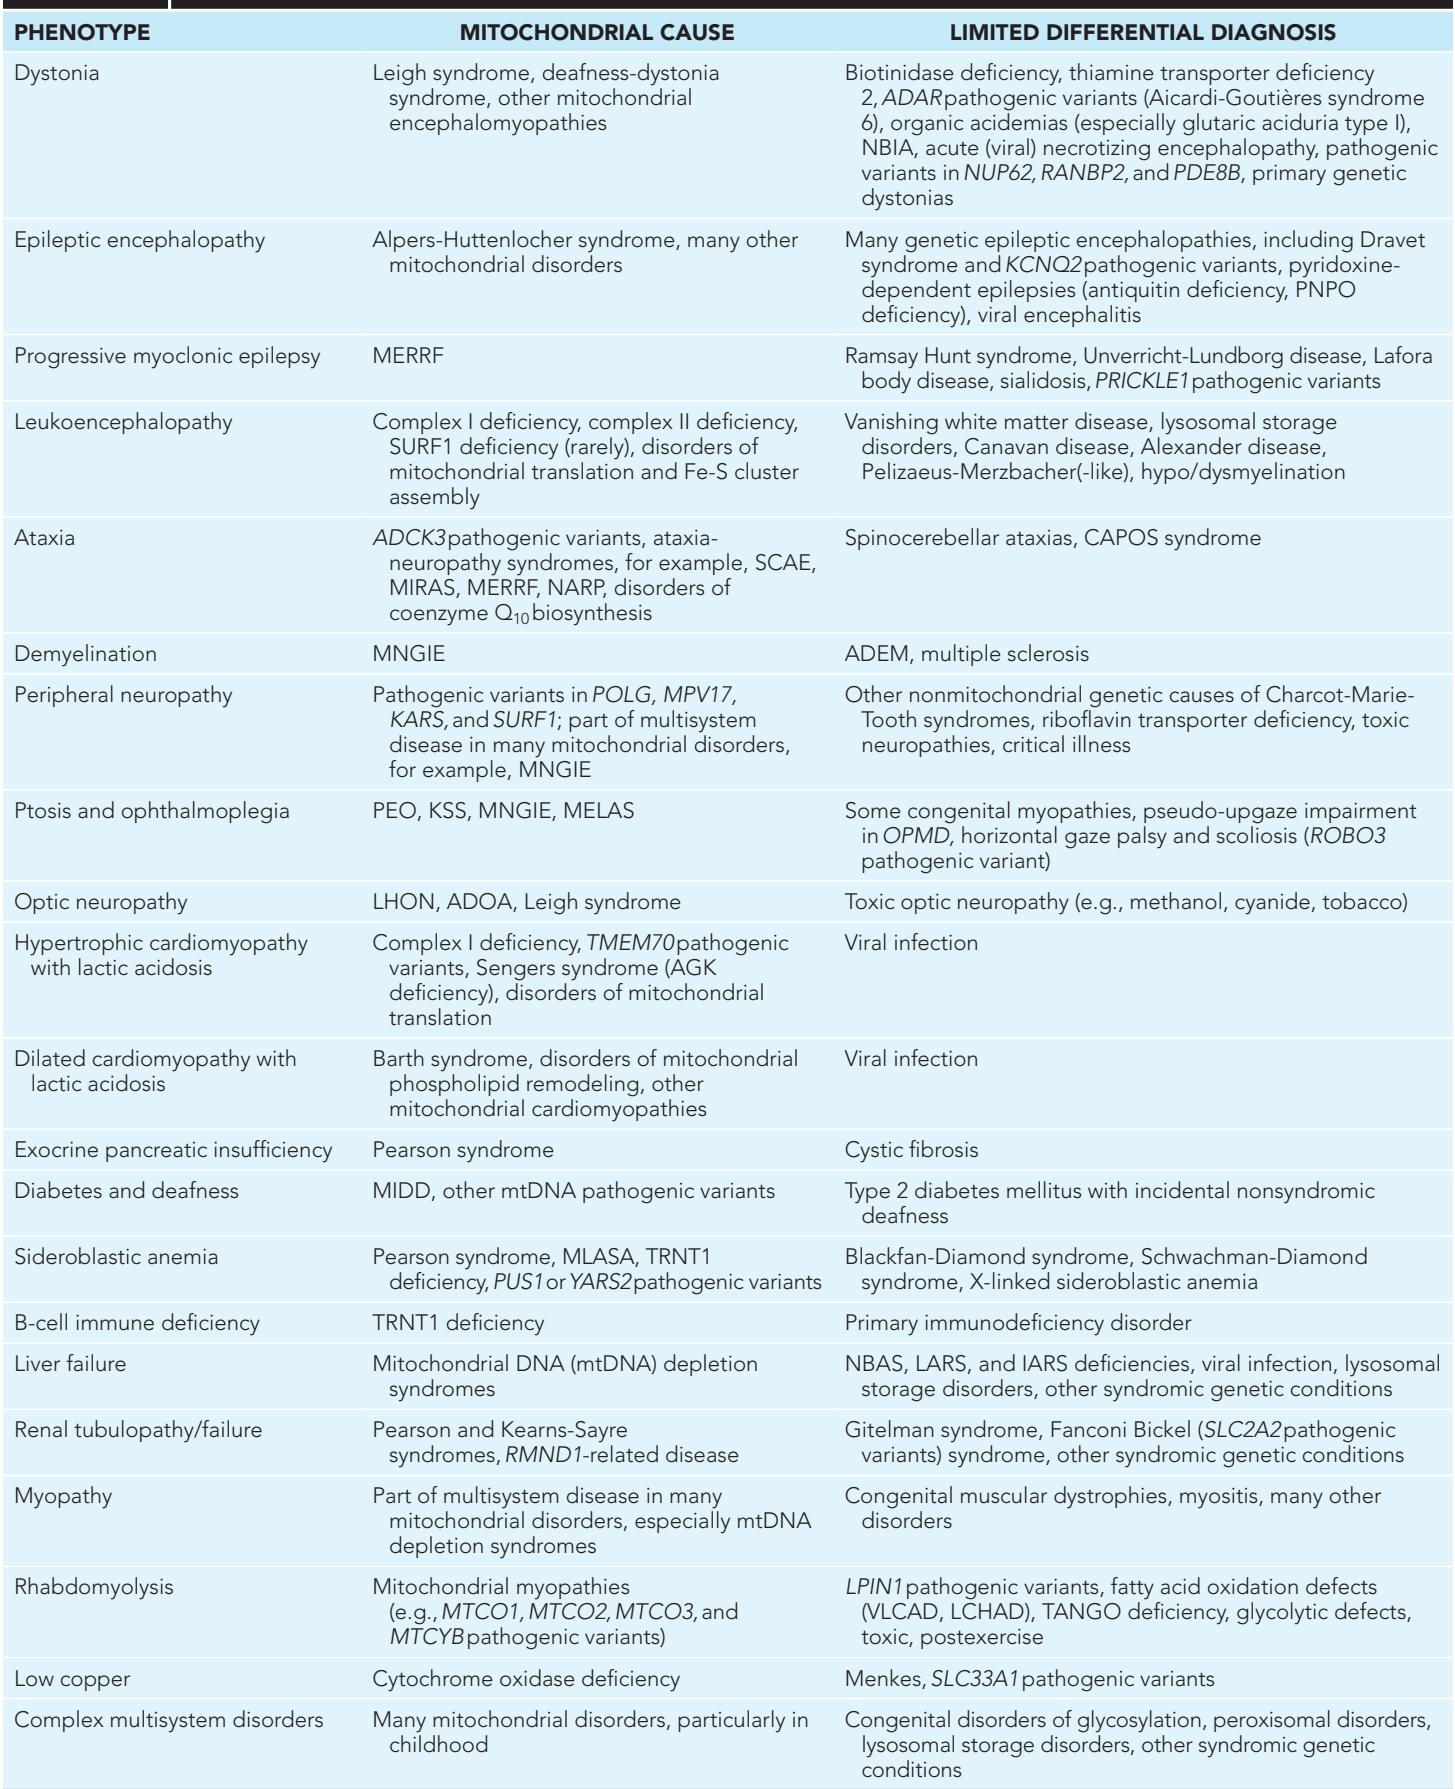 PHENOTYPE MITOCHONDRIAL CAUSE LIMITED DIFFERENTIAL DIAGNOSIS
Dystonia
Leigh syndrome, deafness-dystonia
syndrome, other mitochondrial
encephalomyopathies
Biotinidase deficiency, thiamine transporter deficiency
2, ADAR pathogenic variants (Aicardi-Goutières syndrome
6), organic acidemias (especially glutaric aciduria type I),
NBIA, acute (viral) necrotizing encephalopathy, pathogenic
variants in NUP62, RANBP2, and PDE8B, primary genetic
dystonias
Epileptic encephalopathy
Alpers-Huttenlocher syndrome, many other
mitochondrial disorders
Many genetic epileptic encephalopathies, including Dravet
syndrome and KCNQ2 pathogenic variants, pyridoxine-
dependent epilepsies (antiquitin deficiency, PNPO
deficiency), viral encephalitis
Progressive myoclonic epilepsy
MERRF
Ramsay Hunt syndrome, Unverricht-Lundborg disease, Lafora
body disease, sialidosis, PRICKLE1 pathogenic variants
Leukoencephalopathy
Complex I deficiency, complex II deficiency,
SURF1 deficiency (rarely), disorders of
mitochondrial translation and Fe-S cluster
assembly
Vanishing white matter disease, lysosomal storage
disorders, Canavan disease, Alexander disease,
Pelizaeus-Merzbacher(-like), hypo/dysmyelination
Ataxia
ADCK3 pathogenic variants, ataxia-
neuropathy syndromes, for example, SCAE,
MIRAS, MERRF, NARP, disorders of
coenzyme Q10 biosynthesis
Spinocerebellar ataxias, CAPOS syndrome
Demyelination
MNGIE
ADEM, multiple sclerosis
Peripheral neuropathy
Pathogenic variants in POLG, MPV17,
KARS, and SURF1; part of multisystem
disease in many mitochondrial disorders,
for example, MNGIE
Other nonmitochondrial genetic causes of Charcot-Marie-
Tooth syndromes, riboflavin transporter deficiency, toxic
neuropathies, critical illness
Ptosis and ophthalmoplegia
PEO, KSS, MNGIE, MELAS
Some congenital myopathies, pseudo-upgaze impairment
in OPMD, horizontal gaze palsy and scoliosis (ROBO3
pathogenic variant)
Optic neuropathy
LHON, ADOA, Leigh syndrome
Toxic optic neuropathy (e.g., methanol, cyanide, tobacco)
Hypertrophic cardiomyopathy
with lactic acidosis
Complex I deficiency, TMEM70 pathogenic
variants, Sengers syndrome (AGK
deficiency), disorders of mitochondrial
translation
Viral infection
Dilated cardiomyopathy with
lactic acidosis
Barth syndrome, disorders of mitochondrial
phospholipid remodeling, other
mitochondrial cardiomyopathies
Viral infection
Exocrine pancreatic insufficiency
Pearson syndrome
Cystic fibrosis
Diabetes and deafness
MIDD, other mtDNA pathogenic variants
Type 2 diabetes mellitus with incidental nonsyndromic
deafness
Sideroblastic anemia
Pearson syndrome, MLASA, TRNT1
deficiency, PUS1 or YARS2 pathogenic variants
Blackfan-Diamond syndrome, Schwachman-Diamond
syndrome, X-linked sideroblastic anemia
B-cell immune deficiency
TRNT1 deficiency
Primary immunodeficiency disorder
Liver failure
Mitochondrial DNA (mtDNA) depletion
syndromes
NBAS, LARS, and IARS deficiencies, viral infection, lysosomal
storage disorders, other syndromic genetic conditions
Renal tubulopathy/failure
Pearson and Kearns-Sayre
syndromes, RMND1-related disease
Gitelman syndrome, Fanconi Bickel (SLC2A2 pathogenic
variants) syndrome, other syndromic genetic conditions
Myopathy
Part of multisystem disease in many
mitochondrial disorders, especially mtDNA
depletion syndromes
Congenital muscular dystrophies, myositis, many other
disorders
Rhabdomyolysis
Mitochondrial myopathies
(e.g., MTCO1, MTCO2, MTCO3, and
MTCYB pathogenic variants)
LPIN1 pathogenic variants, fatty acid oxidation defects
(VLCAD, LCHAD), TANGO deficiency, glycolytic defects,
toxic, postexercise
Low copper
Cytochrome oxidase deficiency
Menkes, SLC33A1 pathogenic variants
Complex multisystem disorders
Many mitochondrial disorders, particularly in
childhood
Congenital disorders of glycosylation, peroxisomal disorders,
lysosomal storage disorders, other syndromic genetic
conditions